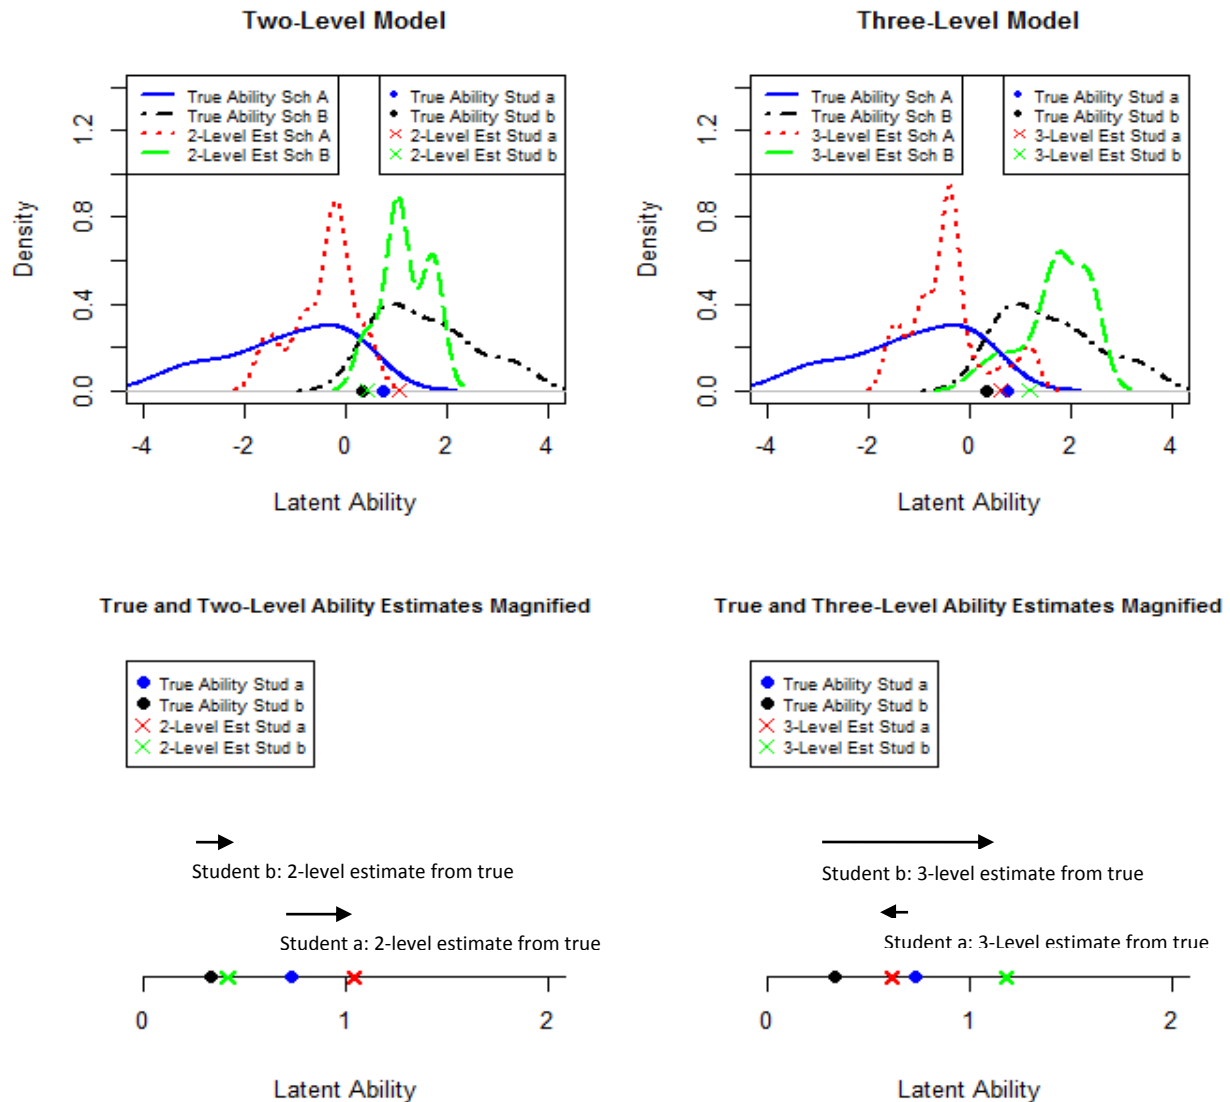 Two-Level Model
True Ability Sch A
True Ability Sch B
2-Level Est Sch A
2-Level Est Sch B
True Ability Stud a
True Ability Stud b
2-Level Est Stud a
2-Level Est Stud b
Density
0.0
0.4
0.8
1.2
-4
-2
0
2
4
Latent Ability
Three-Level Model
True Ability Sch A
True Ability Sch B
3-Level Est Sch A
3-Level Est Sch B
True Ability Stud a
True Ability Stud b
3-Level Est Stud a
3-Level Est Stud b
Density
0.0
0.4
0.8
1.2
-4
-2
0
2
4
Latent Ability
True and Two-Level Ability Estimates Magnified
True Ability Stud a
True Ability Stud b
2-Level Est Stud a
2-Level Est Stud b
Student b: 2-level estimate from true
Student a: 2-level estimate from true
0
1
2
Latent Ability
True and Three-Level Ability Estimates Magnified
True Ability Stud a
True Ability Stud b
3-Level Est Stud a
3-Level Est Stud b
Student b: 3-level estimate from true
Student a: 3-Level estimate from true
0
1
2
Latent Ability